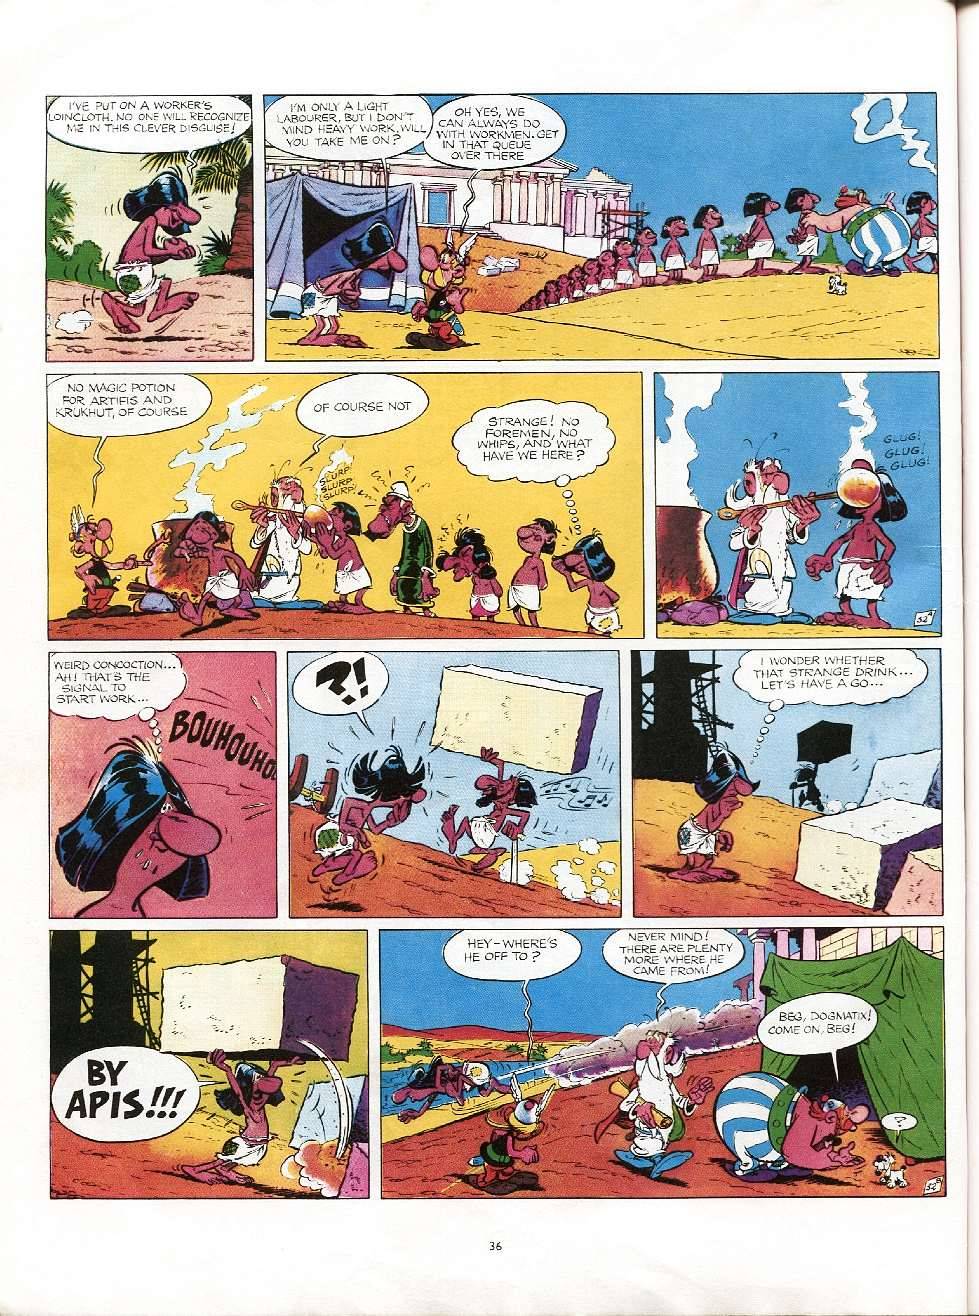 I'VE PUT ON A WORKER'S
LOINCLOTH. NO ONE WILL RECOGNIZE
ME IN THIS CLEVER DISGUISE!
I'M ONLY A LIGHT
LABOURER, BUT I DON'T
MIND HEAVY WORK, WILL
YOU TAKE ME ON?
OH YES, WE
CAN ALWAYS DO
WITH WORKMEN. GET
IN THAT QUEUE
OVER THERE
NO MAGIC POTION
FOR ARTIFIS AND
KRUKHUT, OF COURSE
OF COURSE NOT
SLURP,
SLURP,
SLURP!
STRANGE! NO
FOREMEN, NO
WHIPS, AND WHAT
HAVE WE HERE?
GLUG!
GLUG!
GLUG!
32A
WEIRD CONCOCTION...
AH! THAT'S THE
SIGNAL TO
START WORK...
BOUHOUHOU
?!
I WONDER WHETHER
THAT STRANGE DRINK...
LET'S HAVE A GO...
BY
APIS!!!
HEY-WHERE'S
HE OFF TO?
NEVER MIND!
THERE ARE PLENTY
MORE WHERE HE
CAME FROM!
BEG, DOGMATIX!
COME ON, BEG!
?
32B
36